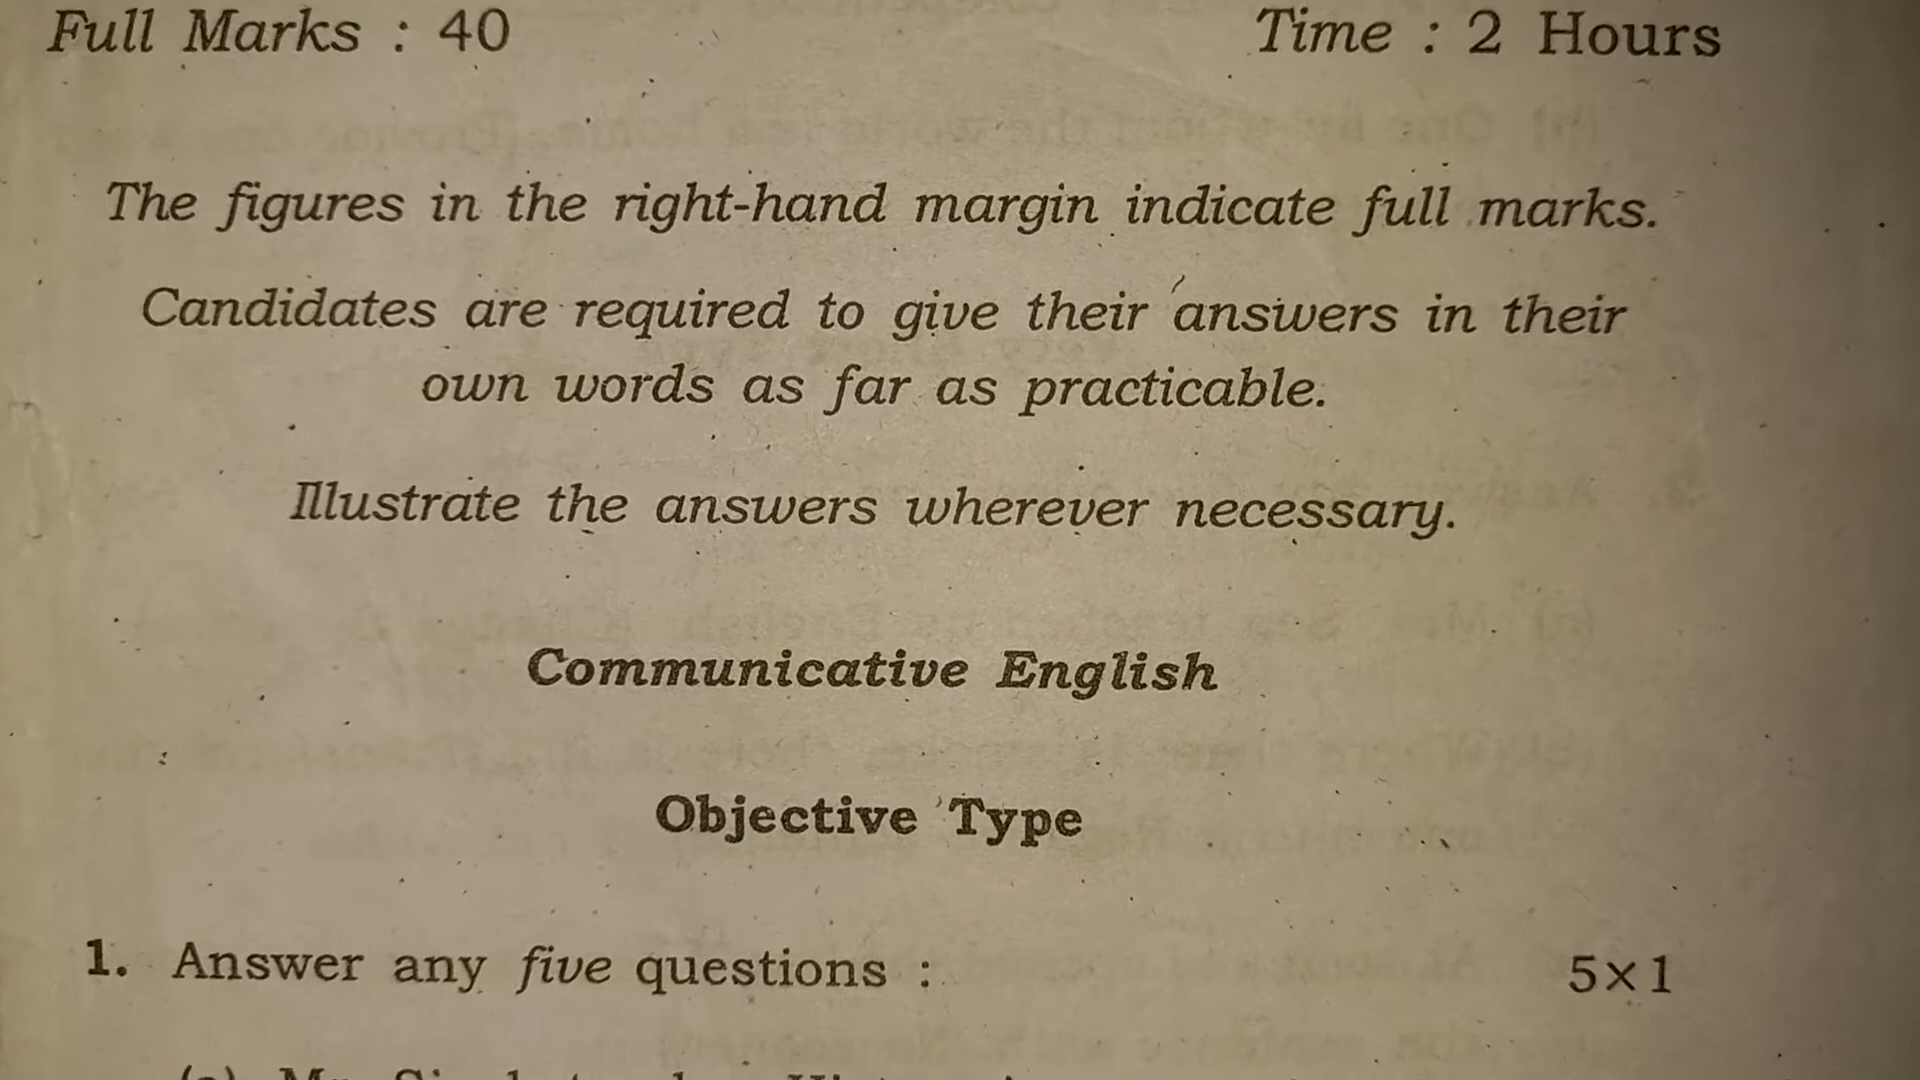 Full Marks : 40 Time : 2 Hours
The figures in the right-hand margin indicate full marks.
Candidates are required to give their answers in their
own words as far as practicable.
Illustrate the answers wherever necessary.
Communicative English
Objective Type
1. Answer any five questions : 5×1